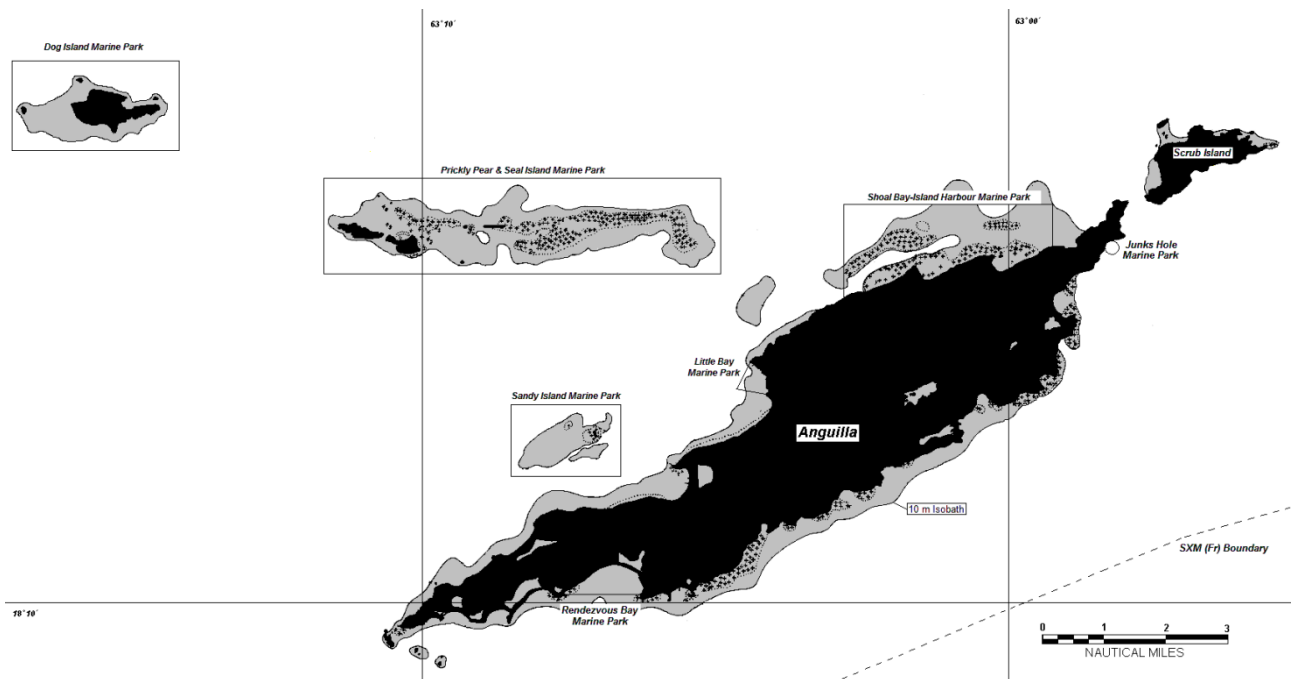 63°10'
63°00'
Dog Island Marine Park
Scrub Island
Prickly Pear & Seal Island Marine Park
Shoal Bay-Island Harbour Marine Park
Junks Hole
Marine Park
Little Bay
Marine Park
Sandy Island Marine Park
Anguilla
10 m Isobath
SXM (Fr) Boundary
18°10'
Rendezvous Bay
Marine Park
0 1 2 3
NAUTICAL MILES